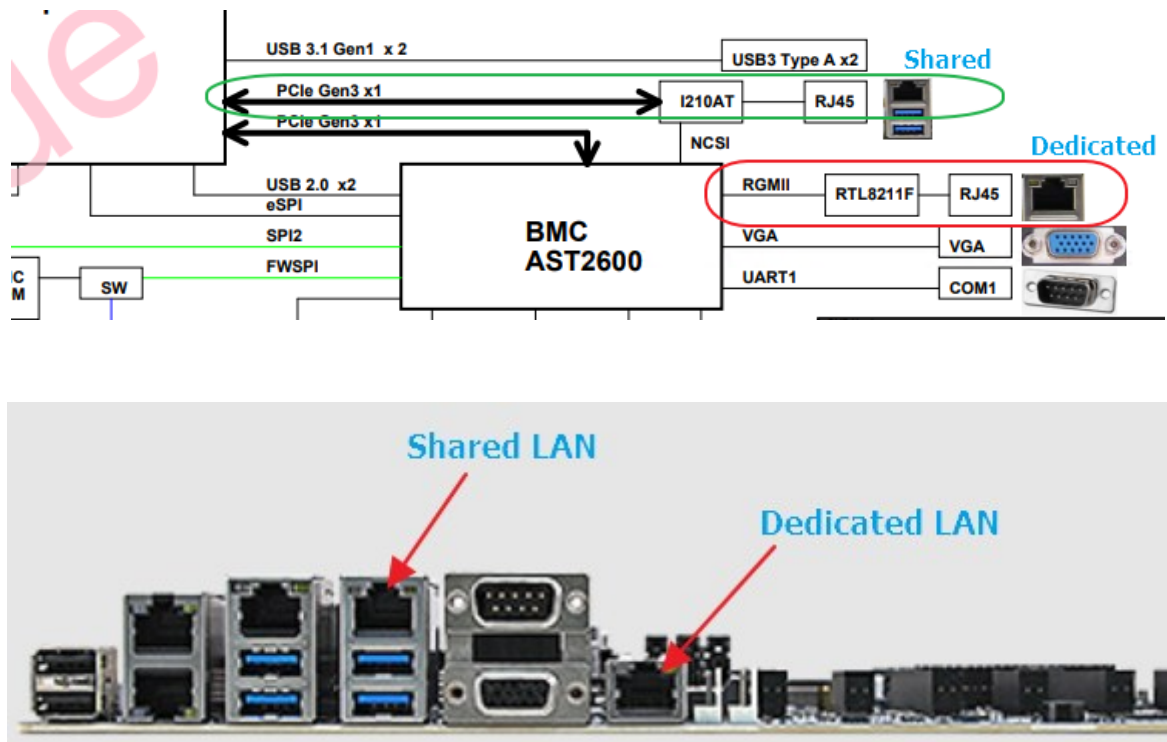 USB 3.1 Gen1 x 2
USB3 Type A x2
Shared
PCIe Gen3 x1
I210AT
RJ45
PCIe Gen3 x1
NCSI
Dedicated
USB 2.0 x2
RGMII
RTL8211F
RJ45
eSPI
BMC
AST2600
SPI2
VGA
VGA
FWSPI
UART1
COM1
SW
IC
M
Shared LAN
Dedicated LAN